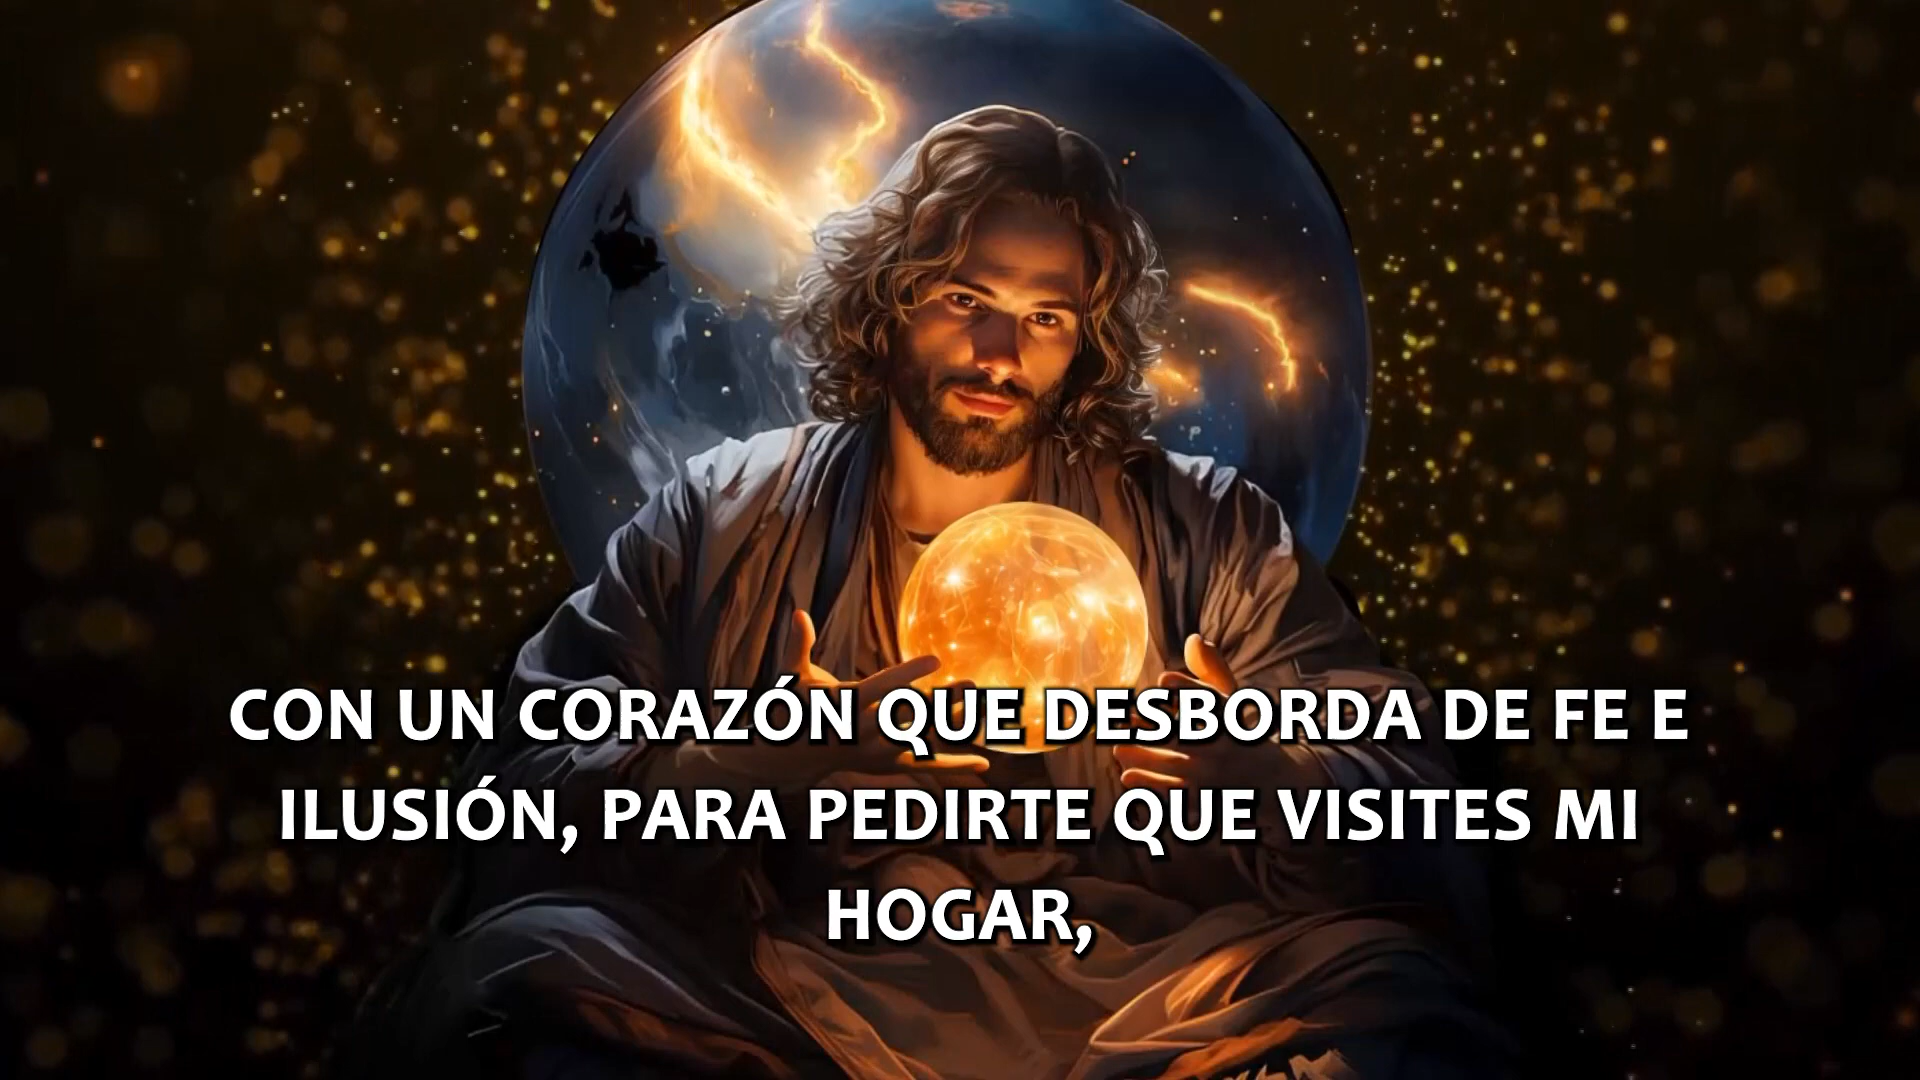 CON UN CORAZÓN QUE DESBORDA DE FE E
ILUSIÓN, PARA PEDIRTE QUE VISITES MI
HOGAR,